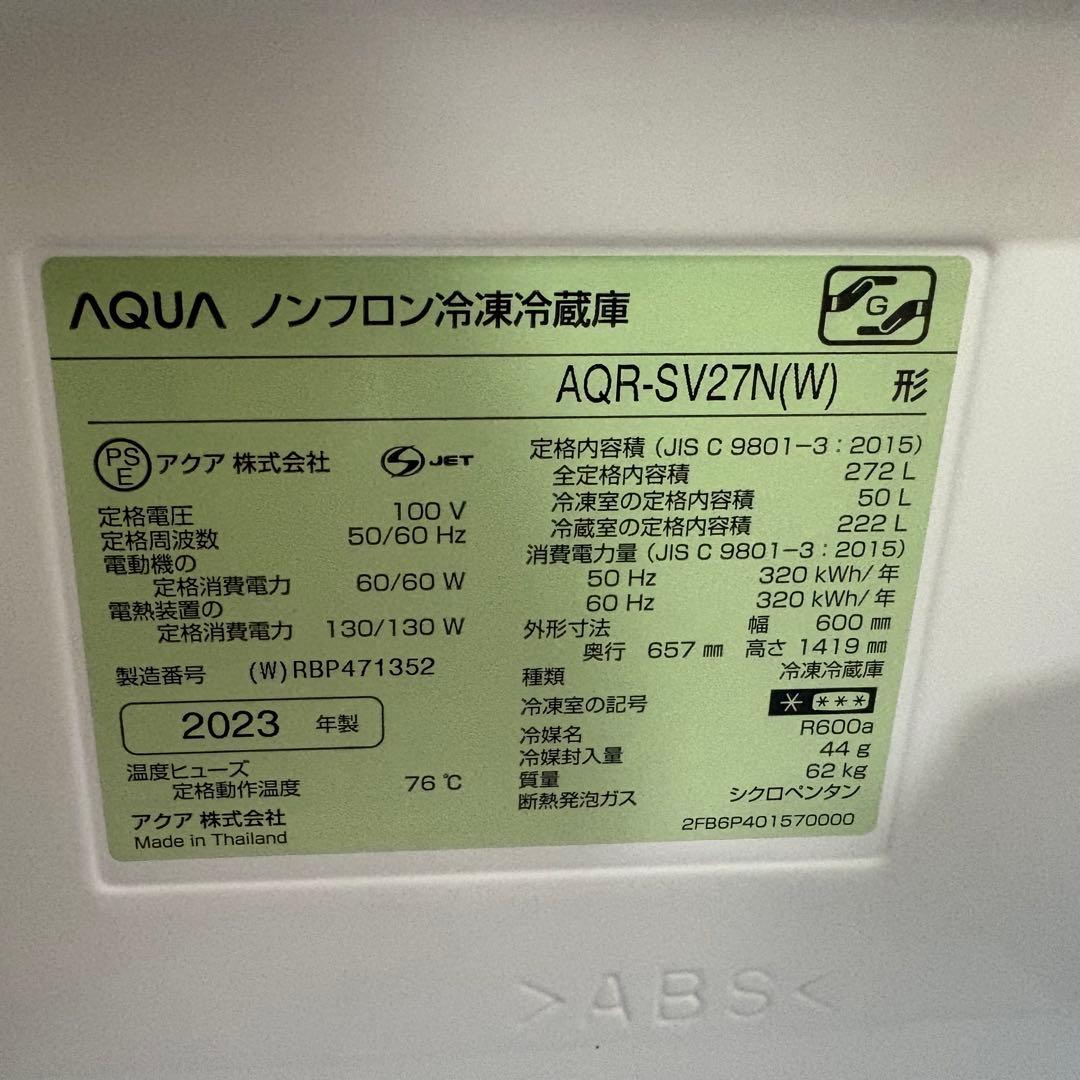 AQUA ノンフロン冷凍冷蔵庫
G
AQR-SV27N(W) 形
PS
E
アクア 株式会社
S JET
定格電圧 100 V
定格周波数 50/60 Hz
電動機の
定格消費電力 60/60 W
電熱装置の
定格消費電力 130/130 W
製造番号 (W)RBP471352
2023 年製
温度ヒューズ
定格動作温度 76 ℃
アクア 株式会社
Made in Thailand
定格内容積 (JIS C 9801-3:2015)
全定格内容積 272 L
冷凍室の定格内容積 50 L
冷蔵室の定格内容積 222 L
消費電力量 (JIS C 9801-3:2015)
50 Hz 320 kWh/年
60 Hz 320 kWh/年
外形寸法 幅 600 ㎜
奥行 657 ㎜ 高さ 1419 ㎜
種類 冷凍冷蔵庫
冷凍室の記号 * ***
冷媒名 R600a
冷媒封入量 44 g
質量 62 kg
断熱発泡ガス シクロペンタン
2FB6P401570000
>ABS<